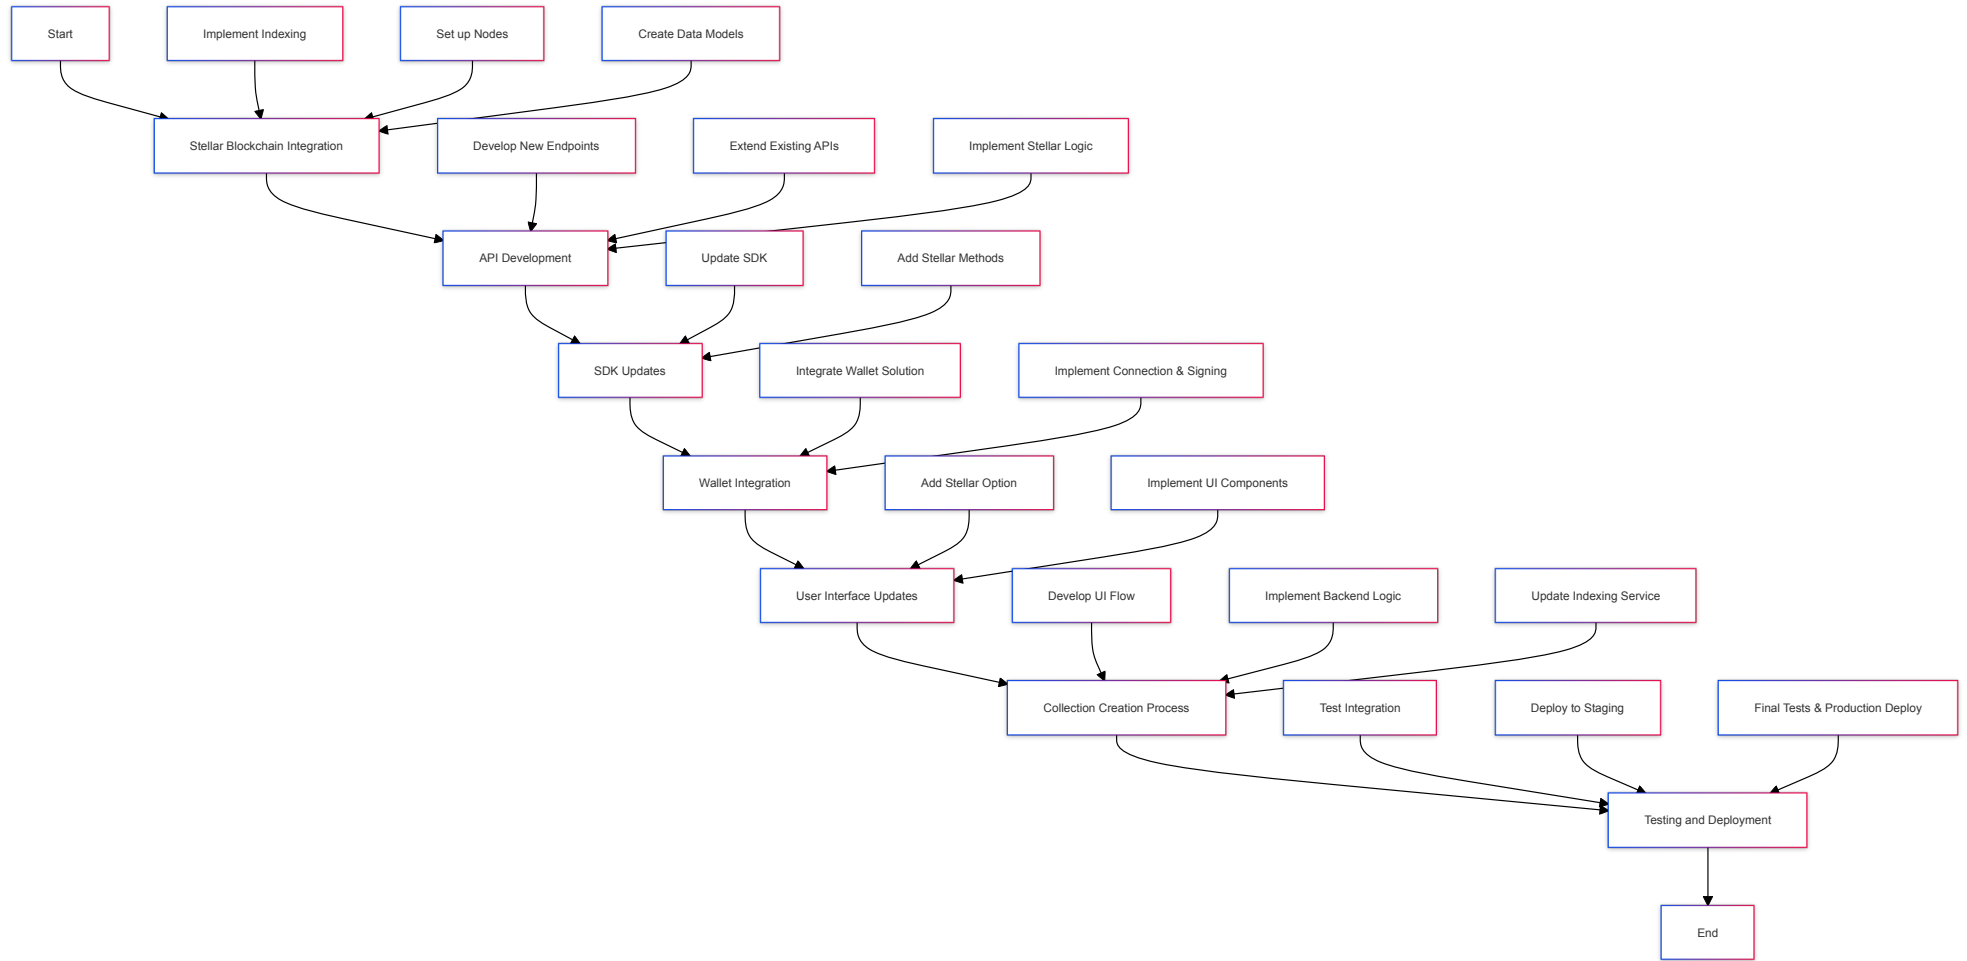 Start
Implement Indexing
Set up Nodes
Create Data Models
Stellar Blockchain Integration
Develop New Endpoints
Extend Existing APIs
Implement Stellar Logic
API Development
Update SDK
Add Stellar Methods
SDK Updates
Integrate Wallet Solution
Implement Connection & Signing
Wallet Integration
Add Stellar Option
Implement UI Components
User Interface Updates
Develop UI Flow
Implement Backend Logic
Update Indexing Service
Collection Creation Process
Test Integration
Deploy to Staging
Final Tests & Production Deploy
Testing and Deployment
End